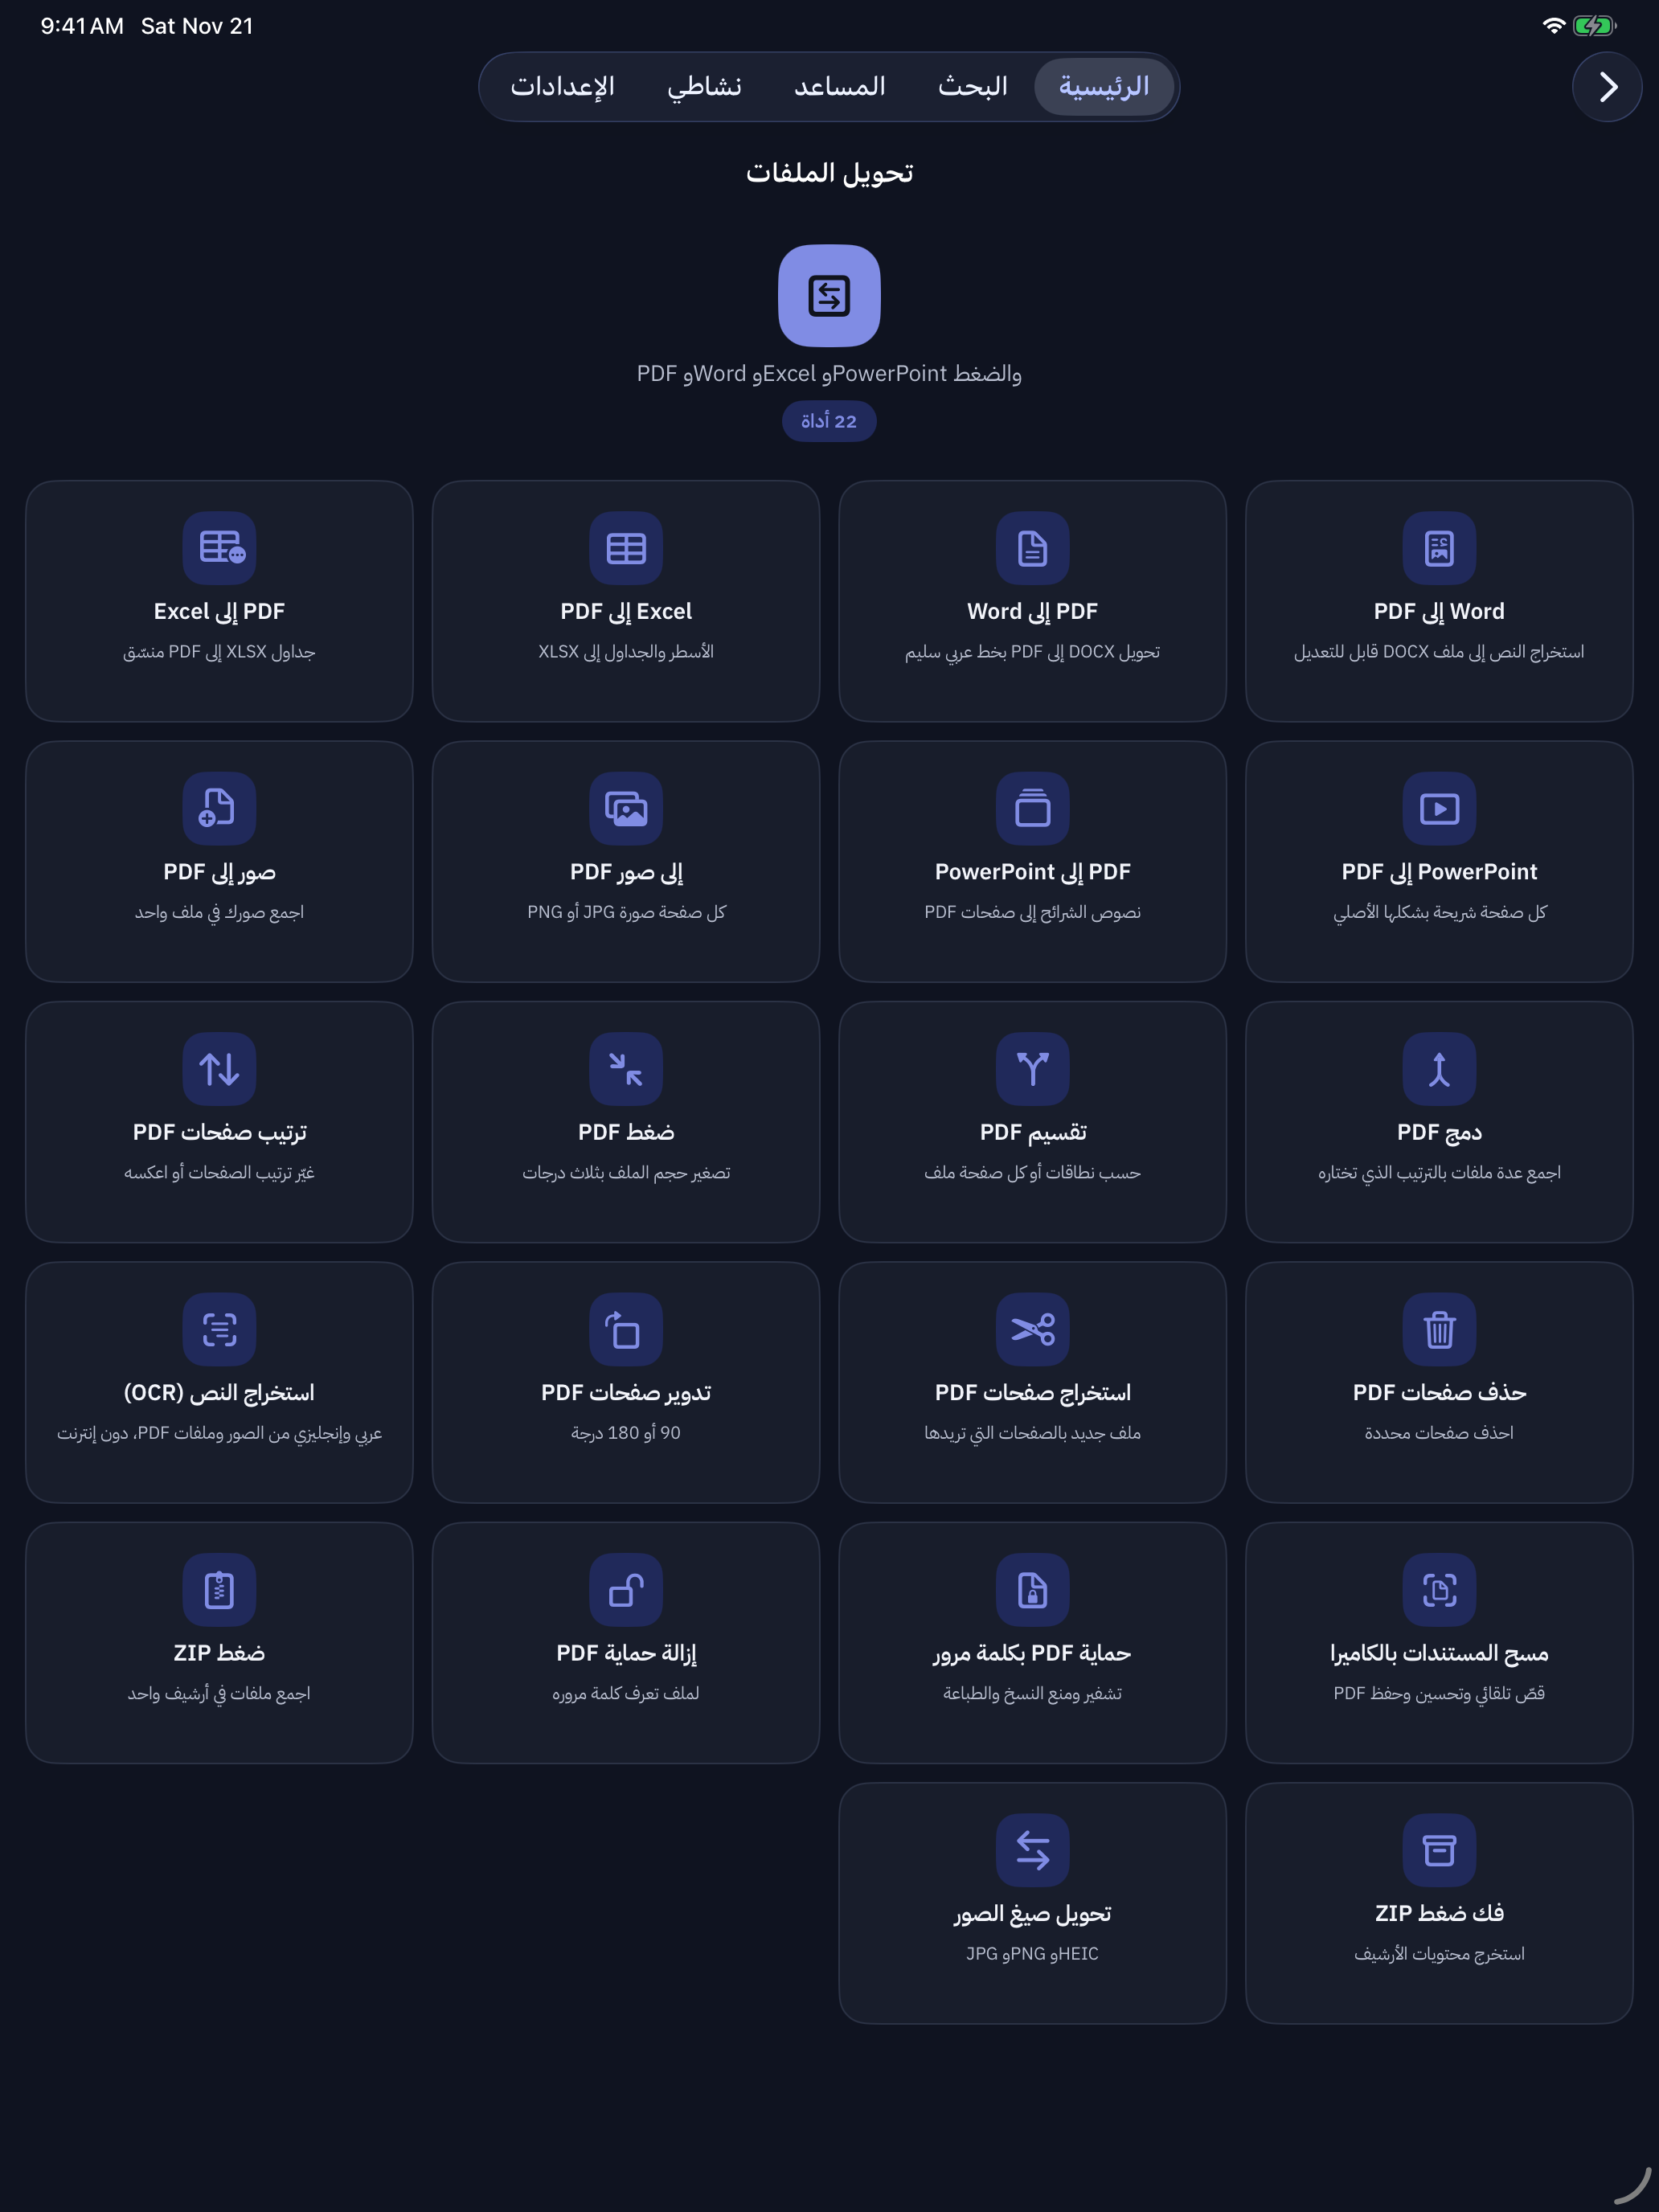 9:41 AM Sat Nov 21
الرئيسية
البحث
المساعد
نشاطي
الإعدادات
تحويل الملفات
PDF وWord وExcel وPowerPoint والضغط
22 أداة
PDF إلى Word
استخراج النص إلى ملف DOCX قابل للتعديل
Word إلى PDF
تحويل DOCX إلى PDF بخط عربي سليم
PDF إلى Excel
الأسطر والجداول إلى XLSX
Excel إلى PDF
جداول XLSX إلى PDF منسّق
PDF إلى PowerPoint
كل صفحة شريحة بشكلها الأصلي
PowerPoint إلى PDF
نصوص الشرائح إلى صفحات PDF
PDF إلى صور
كل صفحة صورة JPG أو PNG
صور إلى PDF
اجمع صورك في ملف واحد
دمج PDF
اجمع عدة ملفات بالترتيب الذي تختاره
تقسيم PDF
حسب نطاقات أو كل صفحة ملف
ضغط PDF
تصغير حجم الملف بثلاث درجات
ترتيب صفحات PDF
غيّر ترتيب الصفحات أو اعكسه
حذف صفحات PDF
احذف صفحات محددة
استخراج صفحات PDF
ملف جديد بالصفحات التي تريدها
تدوير صفحات PDF
90 أو 180 درجة
استخراج النص (OCR)
عربي وإنجليزي من الصور وملفات PDF، دون إنترنت
مسح المستندات بالكاميرا
قصّ تلقائي وتحسين وحفظ PDF
حماية PDF بكلمة مرور
تشفير ومنع النسخ والطباعة
إزالة حماية PDF
لملف تعرف كلمة مروره
ضغط ZIP
اجمع ملفات في أرشيف واحد
فك ضغط ZIP
استخرج محتويات الأرشيف
تحويل صيغ الصور
JPG وPNG وHEIC